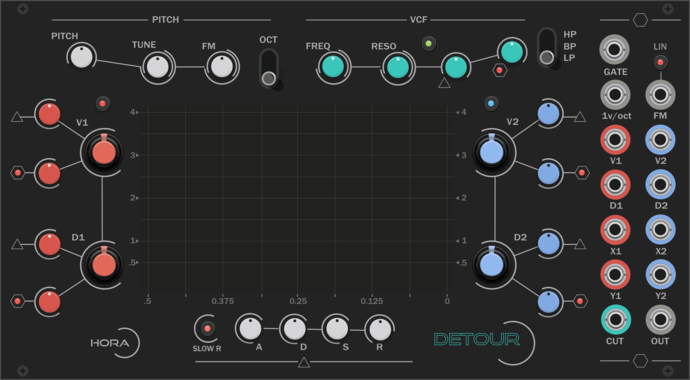 PITCH
VCF
PITCH
TUNE
FM
OCT
FREQ
RESO
HP
BP
LP
LIN
GATE
1v/oct
FM
V1
V2
4
4
3
3
2
2
1
1
.5
.5
D1
D2
.5
0.375
0.25
0.125
0
V1
V2
D1
D2
X1
X2
Y1
Y2
CUT
OUT
SLOW R
A
D
S
R
HORA
DETOUR